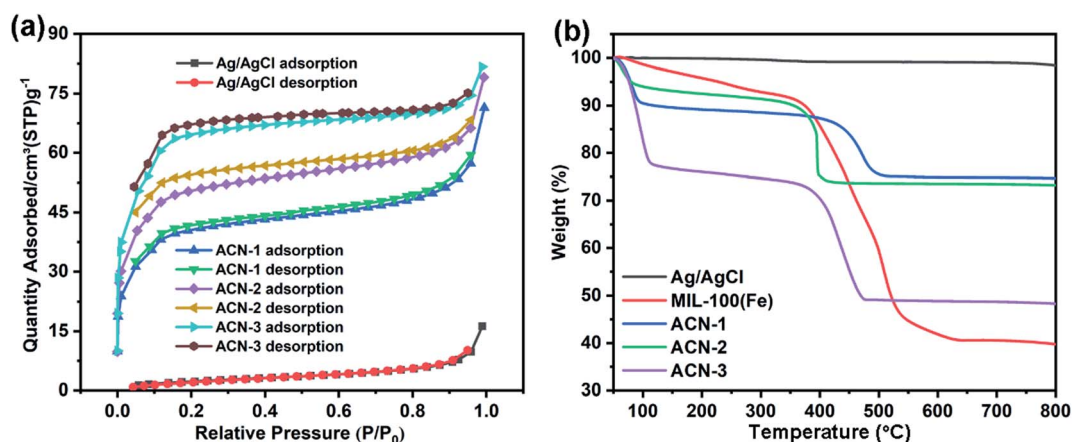 (a)
90
75
60
45
30
15
0
Quantity Adsorbed/cm³(STP)g⁻¹
Ag/AgCl adsorption
Ag/AgCl desorption
ACN-1 adsorption
ACN-1 desorption
ACN-2 adsorption
ACN-2 desorption
ACN-3 adsorption
ACN-3 desorption
0.0 0.2 0.4 0.6 0.8 1.0
Relative Pressure (P/P₀)
(b)
100
90
80
70
60
50
40
30
Weight (%)
Ag/AgCl
MIL-100(Fe)
ACN-1
ACN-2
ACN-3
100 200 300 400 500 600 700 800
Temperature (°C)